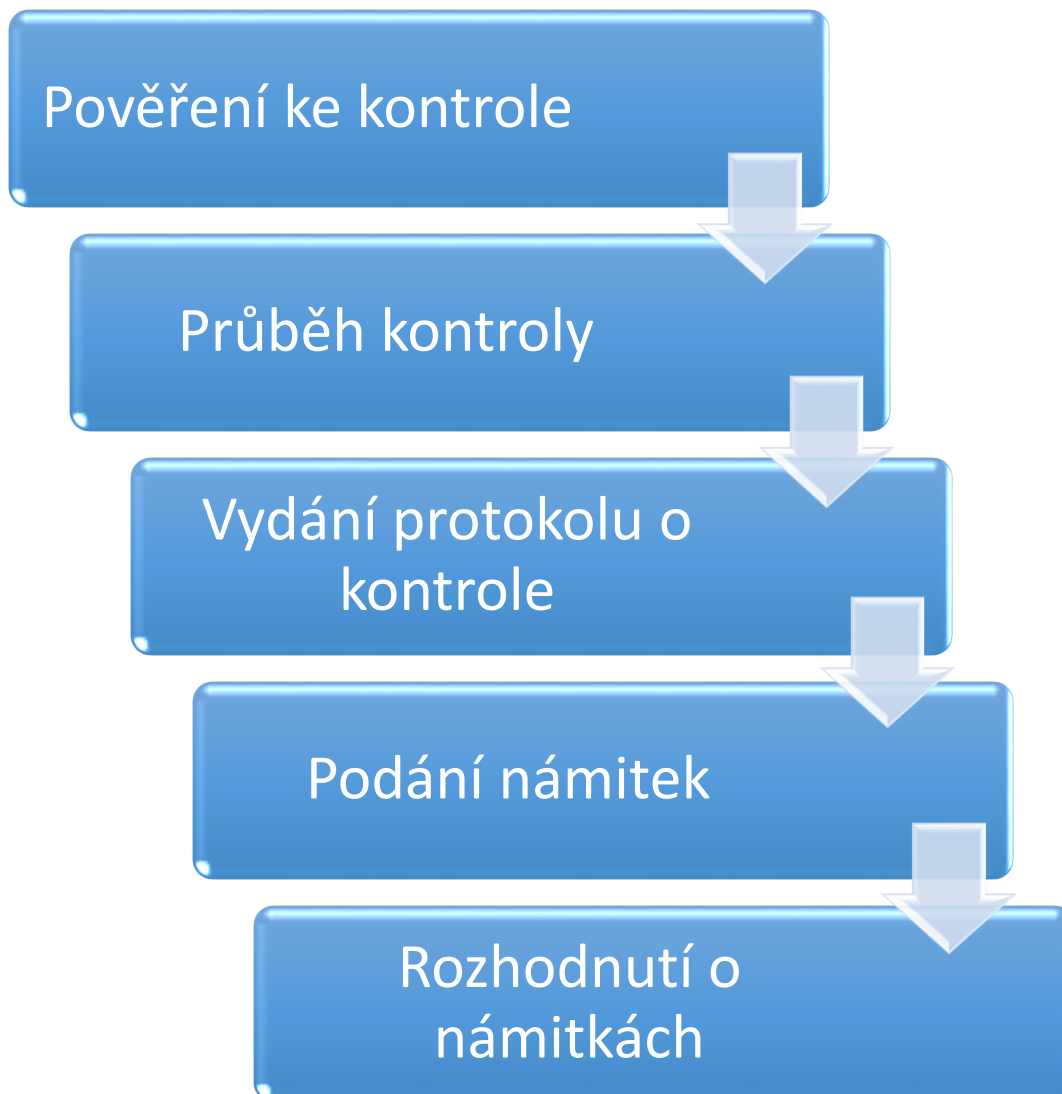 Pověření ke kontrole
Průběh kontroly
Vydání protokolu o
kontrole
Podání námitek
Rozhodnutí o
námitkách